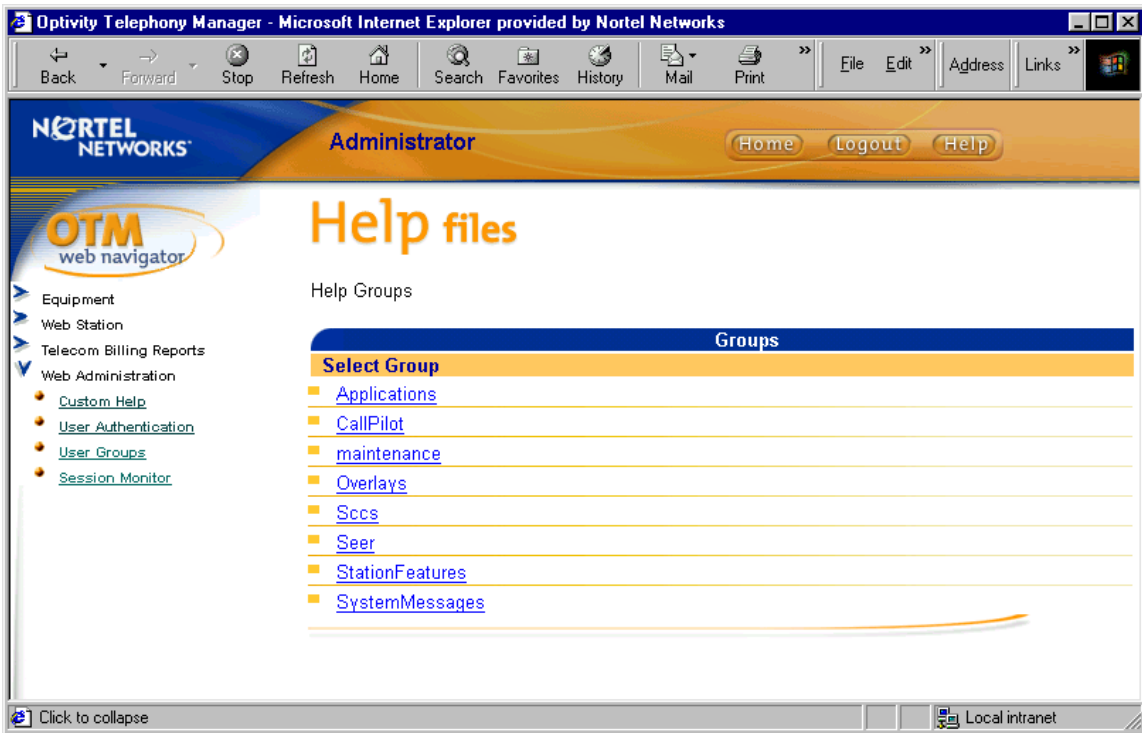 Optivity Telephony Manager - Microsoft Internet Explorer provided by Nortel Networks
Back Forward Stop Refresh Home Search Favorites History Mail Print » File Edit » Address Links »
NORTEL
NETWORKS
Administrator
Home Logout Help
OTM
web navigator
Equipment
Web Station
Telecom Billing Reports
Web Administration
Custom Help
User Authentication
User Groups
Session Monitor
Help files
Help Groups
Groups
Select Group
Applications
CallPilot
maintenance
Overlays
Sccs
Seer
StationFeatures
SystemMessages
Click to collapse
Local intranet